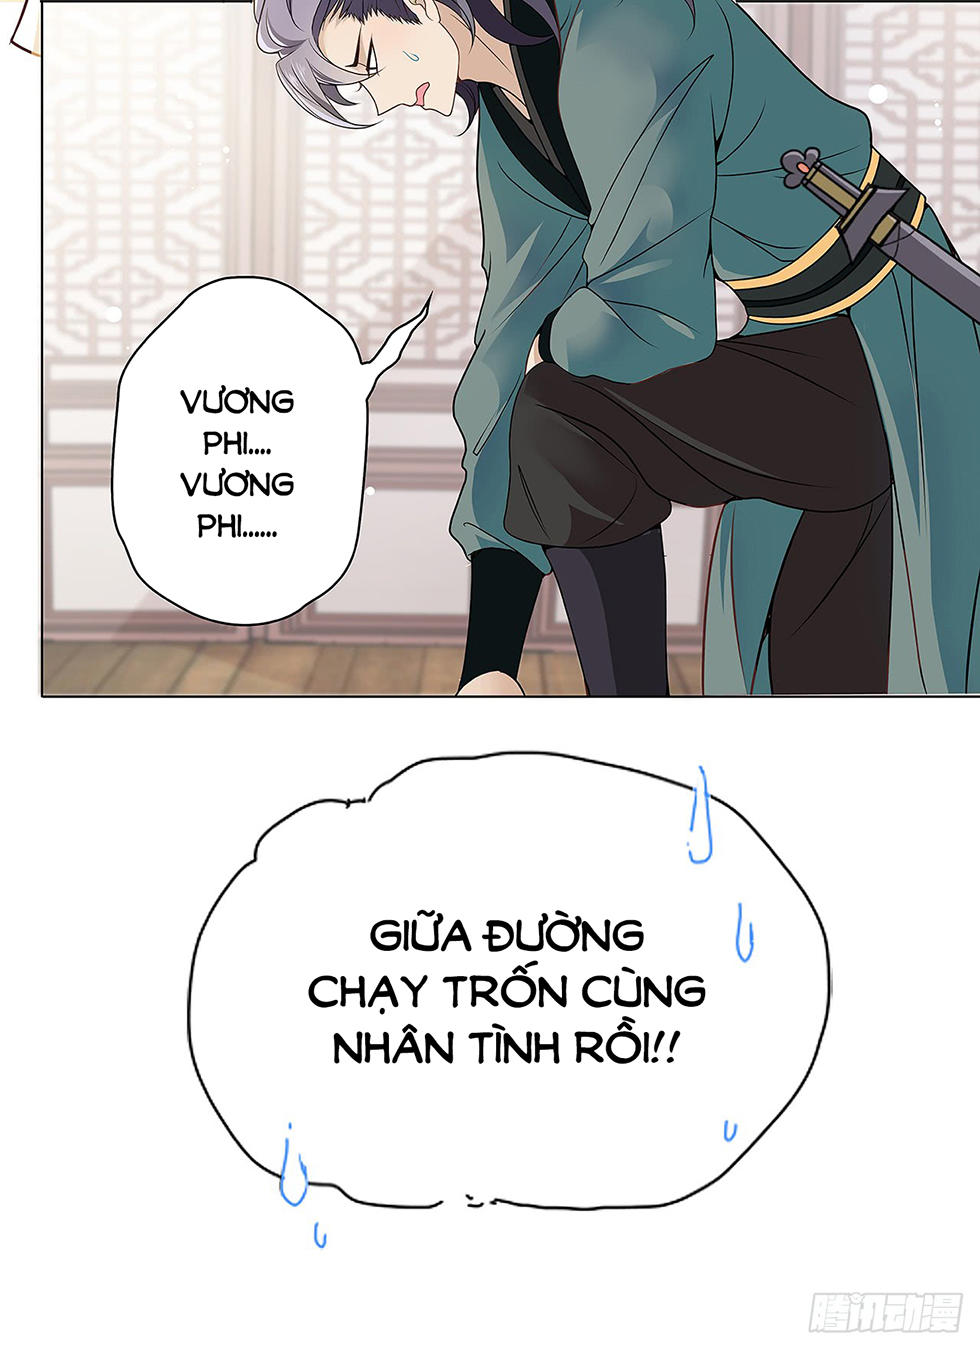 VƯƠNG
PHI....
VƯƠNG
PHI......
GIỮA ĐƯỜNG
CHẠY TRỐN CÙNG
NHÂN TÌNH RỒI!!
腾讯动漫